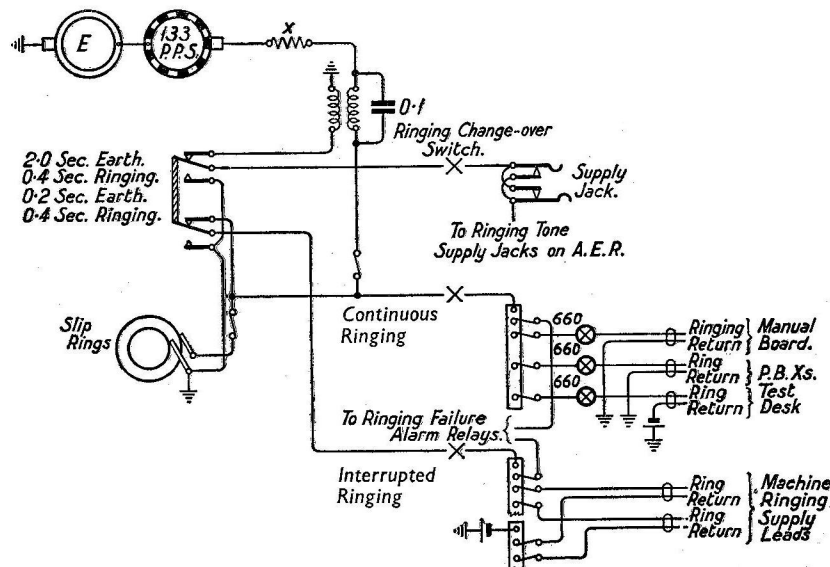 E
133
P.P.S.
x
0·1
Ringing Change-over
Switch.
2·0 Sec. Earth.
0·4 Sec. Ringing.
0·2 Sec. Earth.
0·4 Sec. Ringing.
Supply
Jack.
To Ringing Tone
Supply Jacks on A.E.R.
Slip
Rings
Continuous
Ringing
660
660
660
Ringing
Return
Manual
Board.
Ring
Return
P.B.Xs.
Ring
Return
Test
Desk
To Ringing Failure
Alarm Relays.
Interrupted
Ringing
Ring
Return
Machine
Ringing
Ring
Return
Supply
Leads